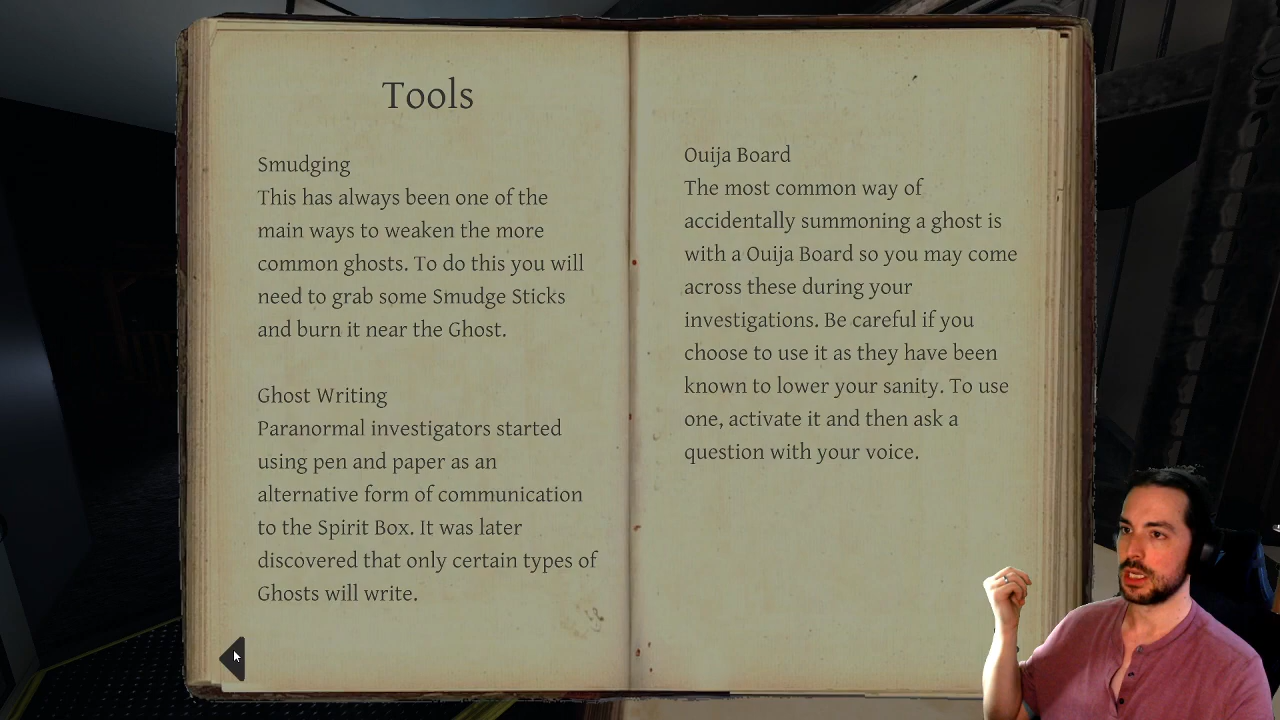 Tools
Smudging
This has always been one of the
main ways to weaken the more
common ghosts. To do this you will
need to grab some Smudge Sticks
and burn it near the Ghost.
Ghost Writing
Paranormal investigators started
using pen and paper as an
alternative form of communication
to the Spirit Box. It was later
discovered that only certain types of
Ghosts will write.
Ouija Board
The most common way of
accidentally summoning a ghost is
with a Ouija Board so you may come
across these during your
investigations. Be careful if you
choose to use it as they have been
known to lower your sanity. To use
one, activate it and then ask a
question with your voice.